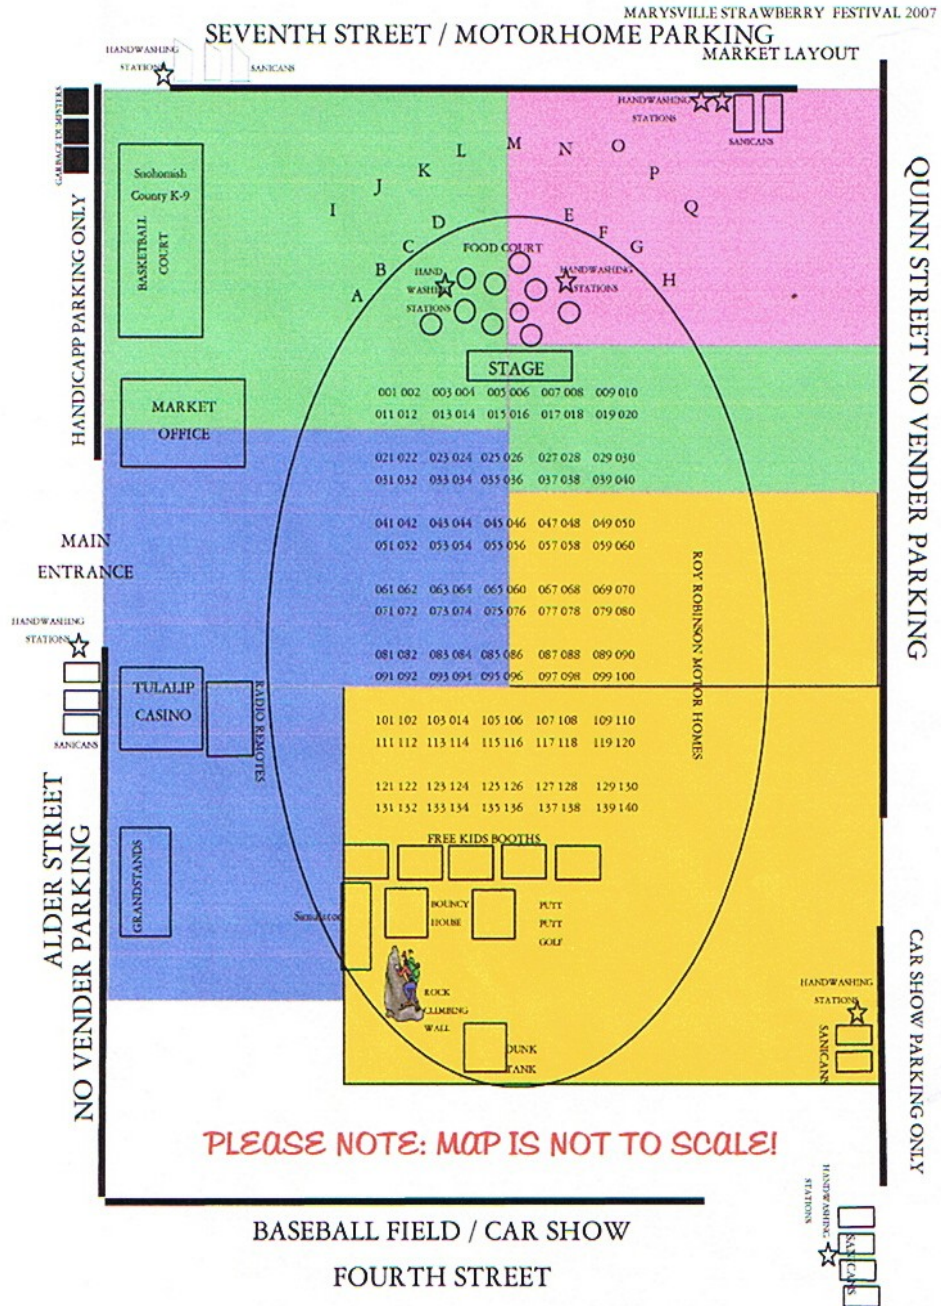 MARYSVILLE STRAWBERRY FESTIVAL 2007
SEVENTH STREET / MOTORHOME PARKING
MARKET LAYOUT
HANDWASHING
STATIONS
SANICANS
HANDWASHING
STATIONS
SANICANS
GARBAGE DUMPSTERS
HANDICAPP PARKING ONLY
QUINN STREET NO VENDER PARKING
Snohomish
County K-9
BASKETBALL
COURT
I J K L M N O P Q
A B C D E F G H
FOOD COURT
HAND
WASHING
STATIONS
HANDWASHING
STATIONS
STAGE
MARKET
OFFICE
001 002 003 004 005 006 007 008 009 010
011 012 013 014 015 016 017 018 019 020
021 022 023 024 025 026 027 028 029 030
031 032 033 034 035 036 037 038 039 040
041 042 043 044 045 046 047 048 049 050
051 052 053 054 055 056 057 058 059 060
061 062 063 064 065 060 067 068 069 070
071 072 073 074 075 076 077 078 079 080
081 082 083 084 085 086 087 088 089 090
091 092 093 094 095 096 097 098 099 100
101 102 103 014 105 106 107 108 109 110
111 112 113 114 115 116 117 118 119 120
121 122 123 124 125 126 127 128 129 130
131 132 133 134 135 136 137 138 139 140
MAIN
ENTRANCE
HANDWASHING
STATIONS
SANICANS
TULALIP
CASINO
RADIO REMOTES
ROY ROBINSON MOTOR HOMES
ALDER STREET
NO VENDER PARKING
GRANDSTANDS
FREE KIDS BOOTHS
Simulator
BOUNCY
HOUSE
PUTT
PUTT
GOLF
ROCK
CLIMBING
WALL
DUNK
TANK
HANDWASHING
STATIONS
SANICANS
CAR SHOW PARKING ONLY
PLEASE NOTE: MAP IS NOT TO SCALE!
HANDWASHING
STATIONS
SANICANS
BASEBALL FIELD / CAR SHOW
FOURTH STREET